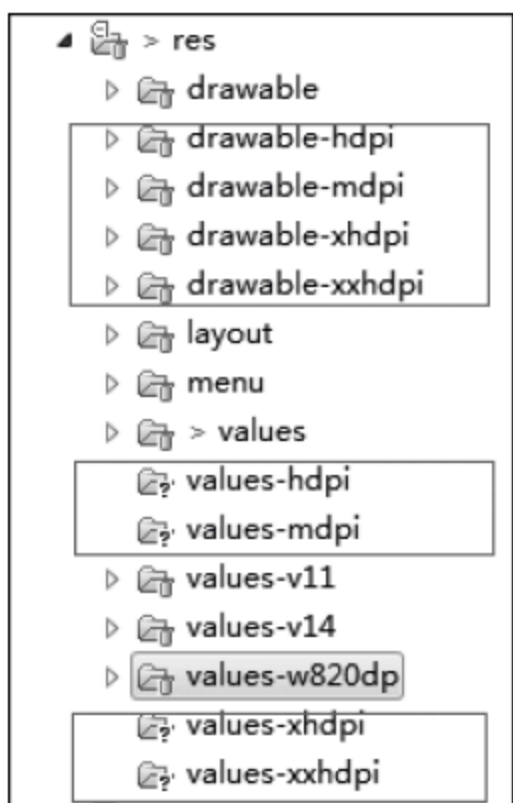 > res
drawable
drawable-hdpi
drawable-mdpi
drawable-xhdpi
drawable-xxhdpi
layout
menu
> values
values-hdpi
values-mdpi
values-v11
values-v14
values-w820dp
values-xhdpi
values-xxhdpi